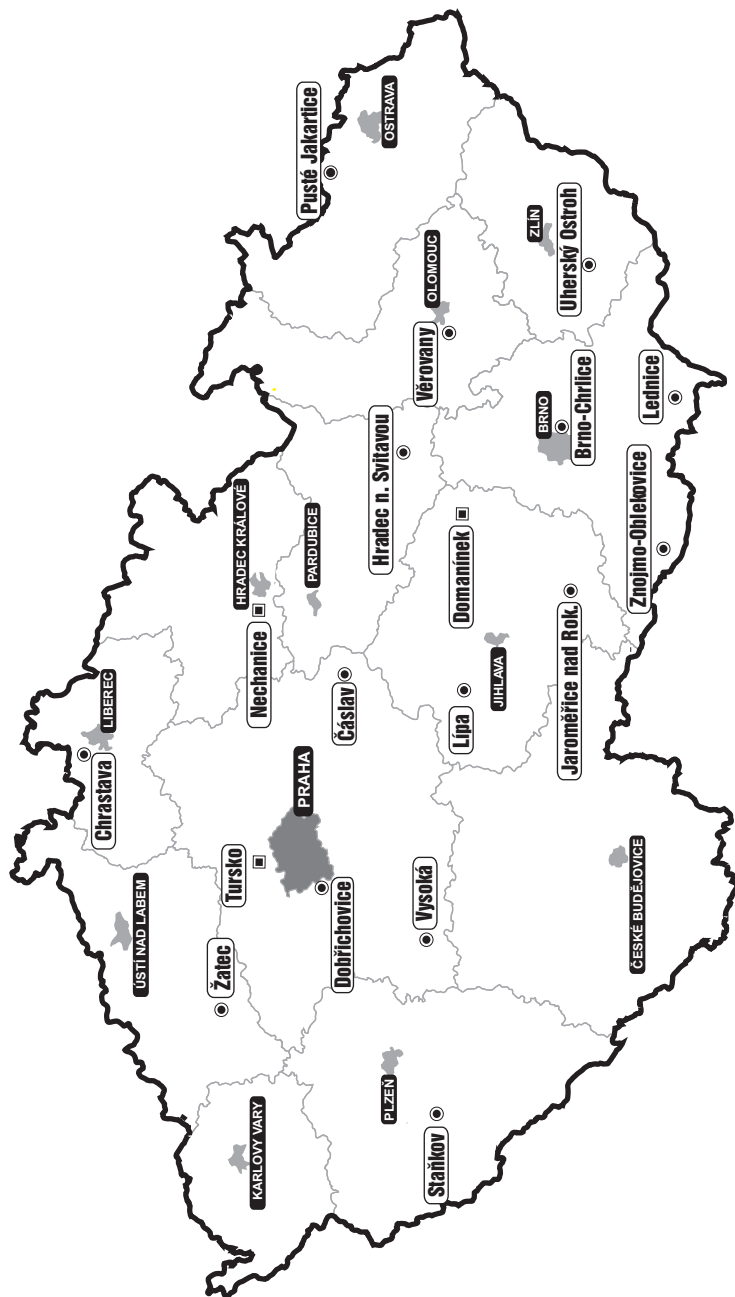 Chrastava
LIBEREC
ÚSTÍ NAD LABEM
Žatec
Tursko
HRADEC KRÁLOVÉ
KARLOVY VARY
Nechanice
PRAHA
Pusté Jakartice
PARDUBICE
Dobřichovice
Čáslav
Hradec n. Svitavou
PLZEŇ
OSTRAVA
Vysoká
Věrovany
OLOMOUC
Staňkov
Lípa
Domanínek
JIHLAVA
ZLÍN
BRNO
Jaroměřice nad Rok.
Uherský Ostroh
Brno-Chrlice
ČESKÉ BUDĚJOVICE
Znojmo-Oblekovice
Lednice